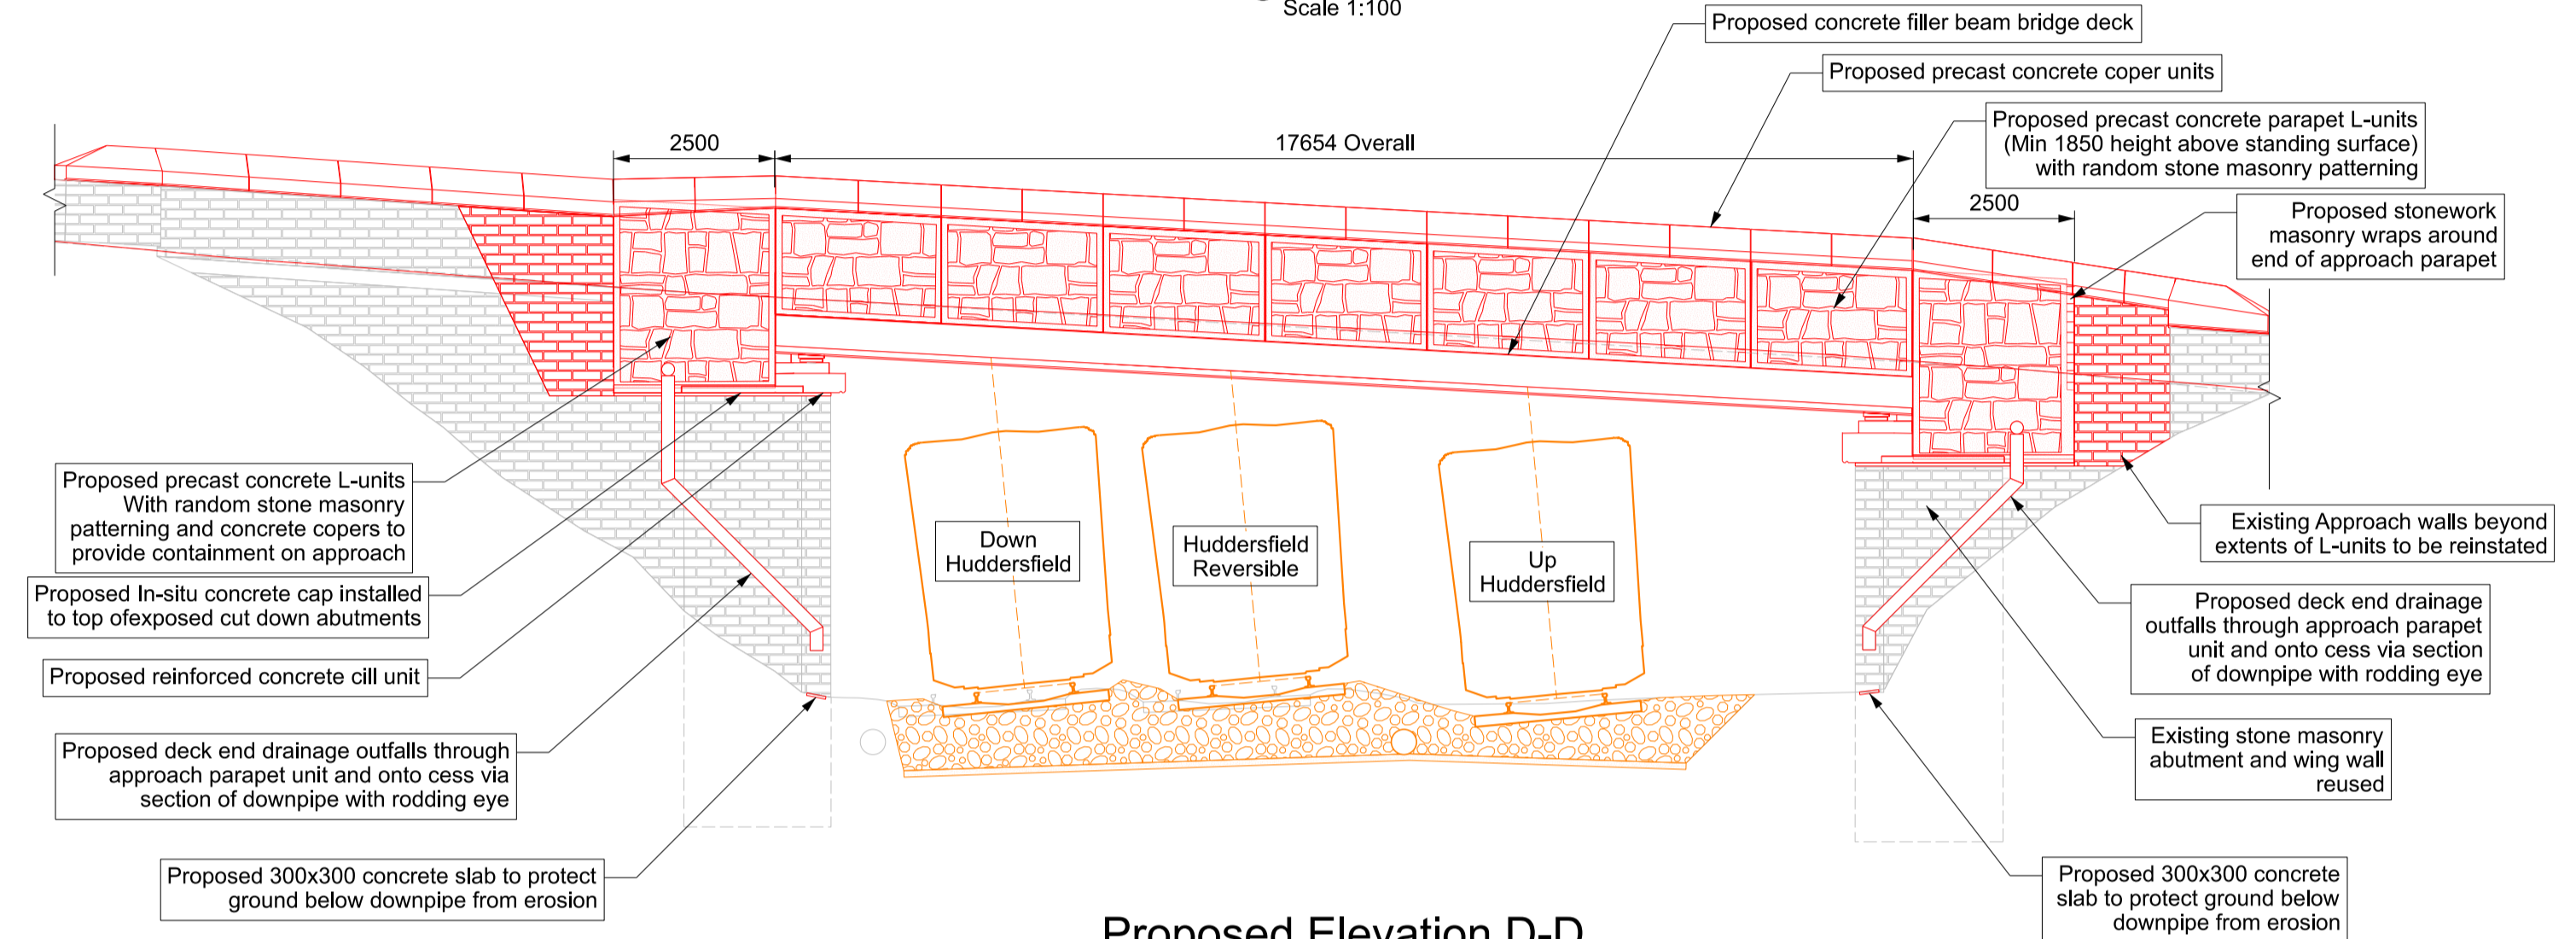 Scale 1:100
Proposed concrete filler beam bridge deck
Proposed precast concrete coper units
Proposed precast concrete parapet L-units
(Min 1850 height above standing surface)
with random stone masonry patterning
2500
17654 Overall
2500
Proposed stonework
masonry wraps around
end of approach parapet
Proposed precast concrete L-units
With random stone masonry
patterning and concrete copers to
provide containment on approach
Down
Huddersfield
Huddersfield
Reversible
Up
Huddersfield
Existing Approach walls beyond
extents of L-units to be reinstated
Proposed In-situ concrete cap installed
to top ofexposed cut down abutments
Proposed deck end drainage
outfalls through approach parapet
unit and onto cess via section
of downpipe with rodding eye
Proposed reinforced concrete cill unit
Proposed deck end drainage outfalls through
approach parapet unit and onto cess via
section of downpipe with rodding eye
Existing stone masonry
abutment and wing wall
reused
Proposed 300x300 concrete slab to protect
ground below downpipe from erosion
Proposed 300x300 concrete
slab to protect ground below
downpipe from erosion
Proposed Elevation D-D